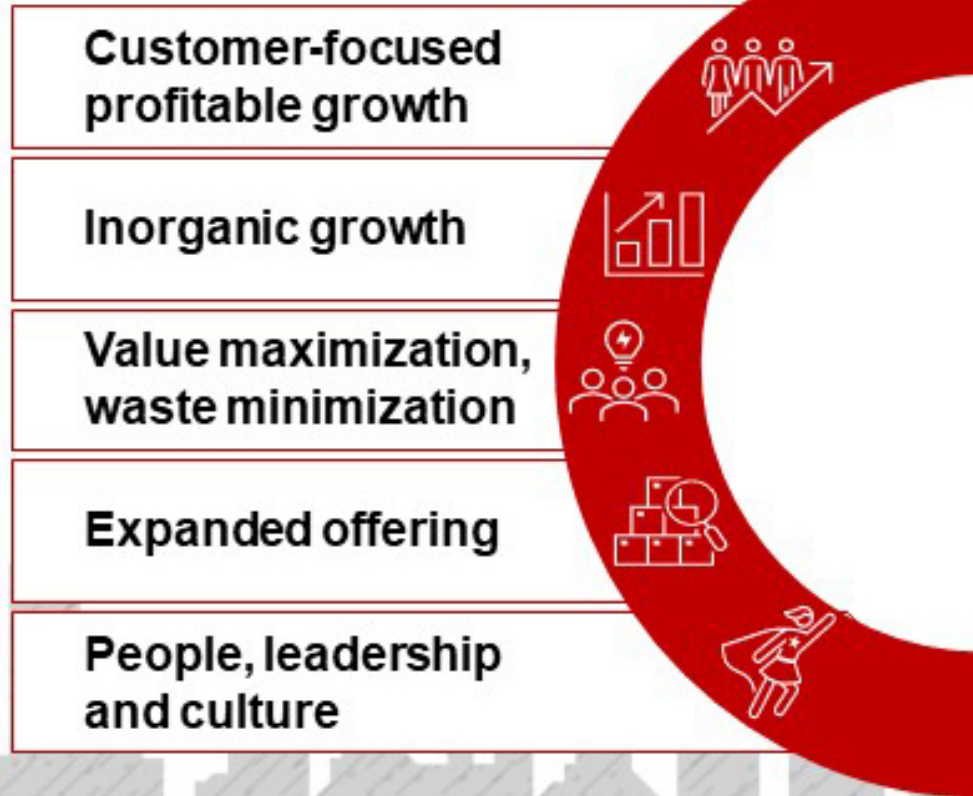 Customer-focused
profitable growth
Inorganic growth
Value maximization,
waste minimization
Expanded offering
People, leadership
and culture